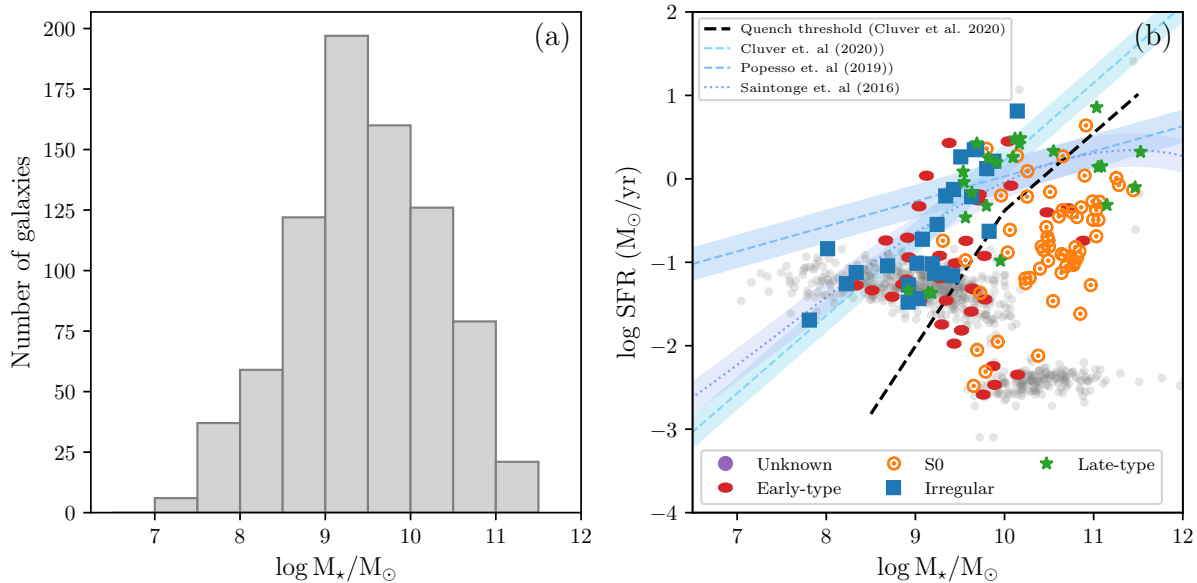 (a)
Number of galaxies
200
175
150
125
100
75
50
25
0
7 8 9 10 11 12
log M⋆/M⊙
(b)
Quench threshold (Cluver et al. 2020)
Cluver et. al (2020))
Popesso et. al (2019))
Saintonge et. al (2016)
log SFR (M⊙/yr)
2
1
0
−1
−2
−3
−4
Unknown S0 Late-type
Early-type Irregular
7 8 9 10 11 12
log M⋆/M⊙